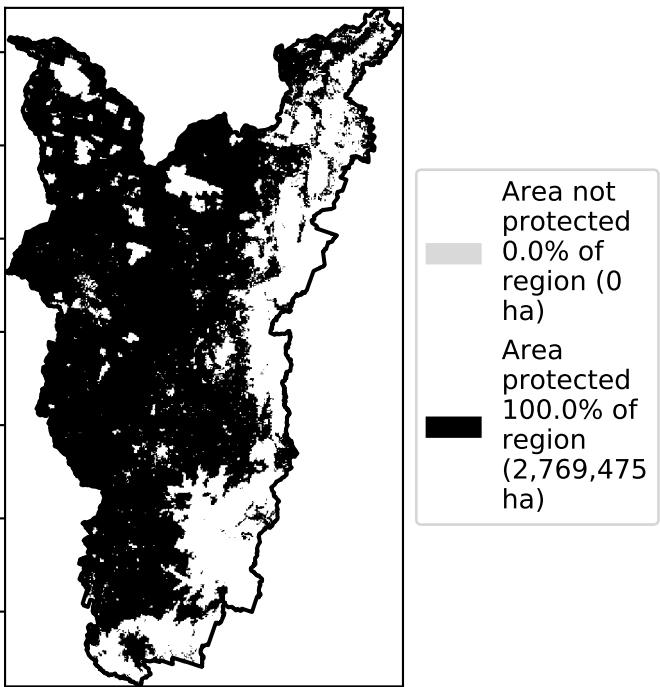 Area not
protected
0.0% of
region (0
ha)
Area
protected
100.0% of
region
(2,769,475
ha)